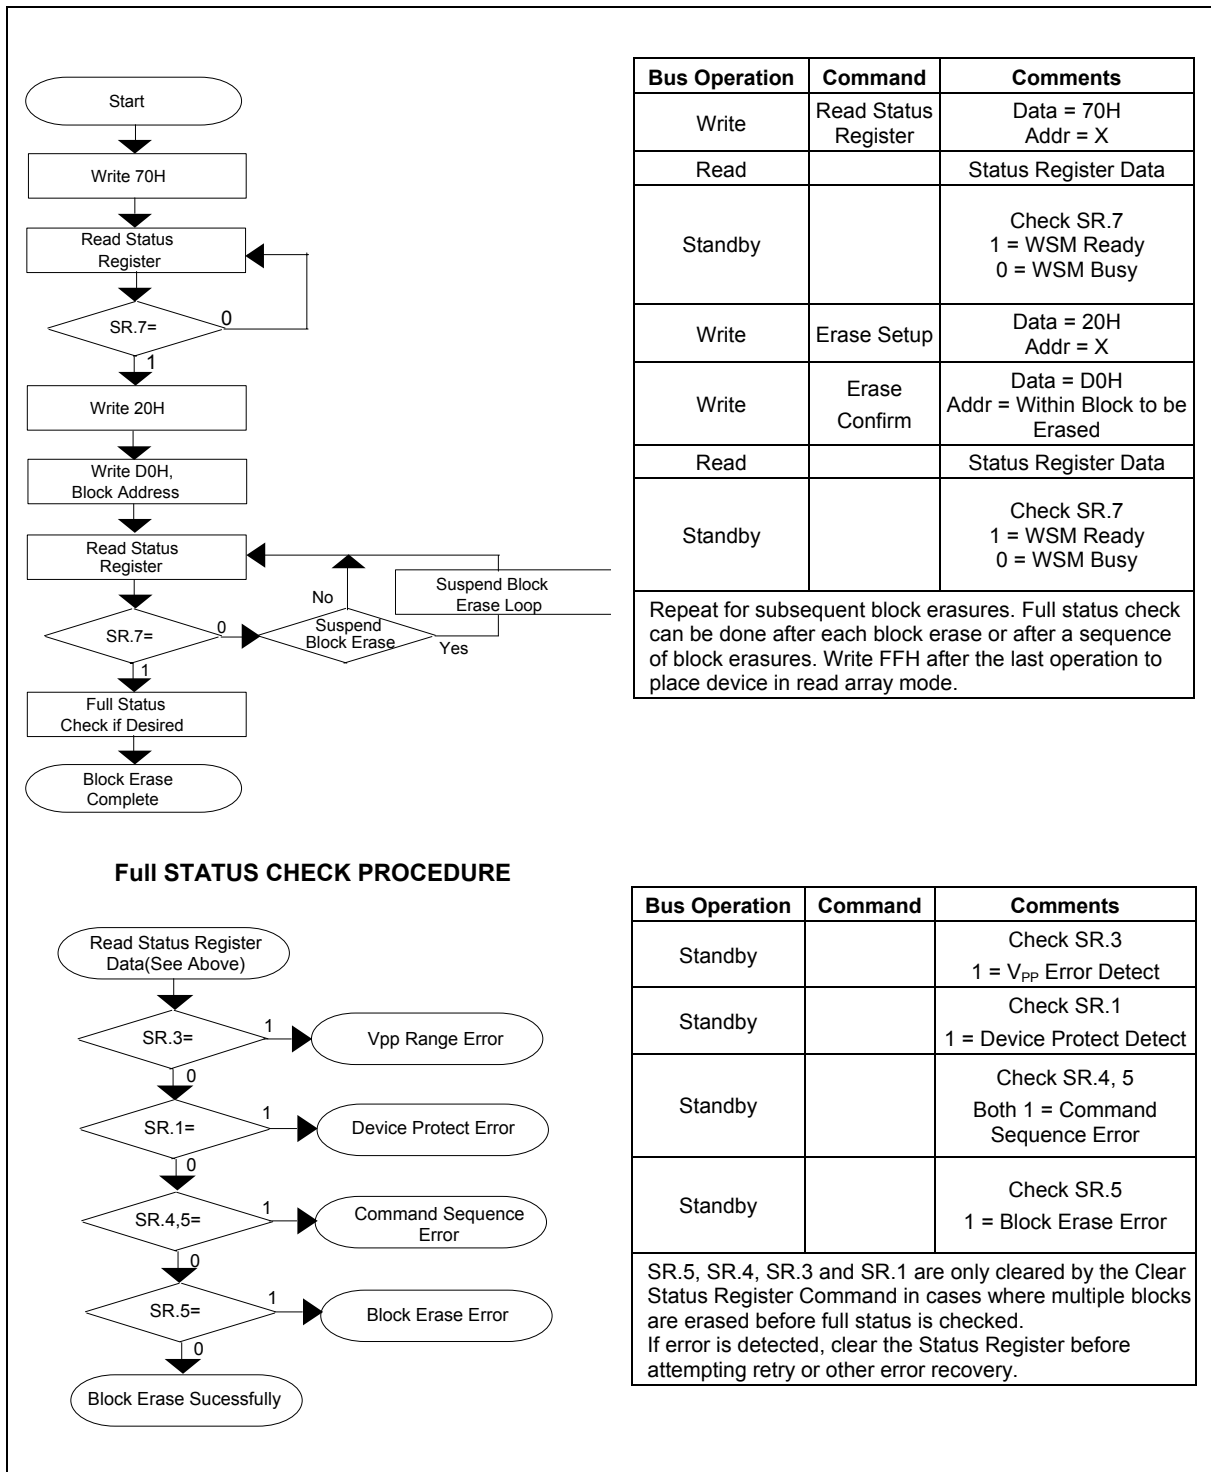 Start
Write 70H
Read Status
Register
SR.7=
0
1
Write 20H
Write D0H,
Block Address
Read Status
Register
No
Suspend Block
Erase Loop
SR.7=
0
Suspend
Block Erase
Yes
1
Full Status
Check if Desired
Block Erase
Complete
Bus Operation Command Comments
Write Read Status Register Data = 70H
Addr = X
Read Status Register Data
Standby Check SR.7
1 = WSM Ready
0 = WSM Busy
Write Erase Setup Data = 20H
Addr = X
Write Erase Confirm Data = D0H
Addr = Within Block to be
Erased
Read Status Register Data
Standby Check SR.7
1 = WSM Ready
0 = WSM Busy
Repeat for subsequent block erasures. Full status check
can be done after each block erase or after a sequence
of block erasures. Write FFH after the last operation to
place device in read array mode.
Full STATUS CHECK PROCEDURE
Read Status Register
Data(See Above)
SR.3=
1
Vpp Range Error
0
SR.1=
1
Device Protect Error
0
SR.4,5=
1
Command Sequence
Error
0
SR.5=
1
Block Erase Error
0
Block Erase Sucessfully
Bus Operation Command Comments
Standby Check SR.3
1 = VPP Error Detect
Standby Check SR.1
1 = Device Protect Detect
Standby Check SR.4, 5
Both 1 = Command
Sequence Error
Standby Check SR.5
1 = Block Erase Error
SR.5, SR.4, SR.3 and SR.1 are only cleared by the Clear
Status Register Command in cases where multiple blocks
are erased before full status is checked.
If error is detected, clear the Status Register before
attempting retry or other error recovery.